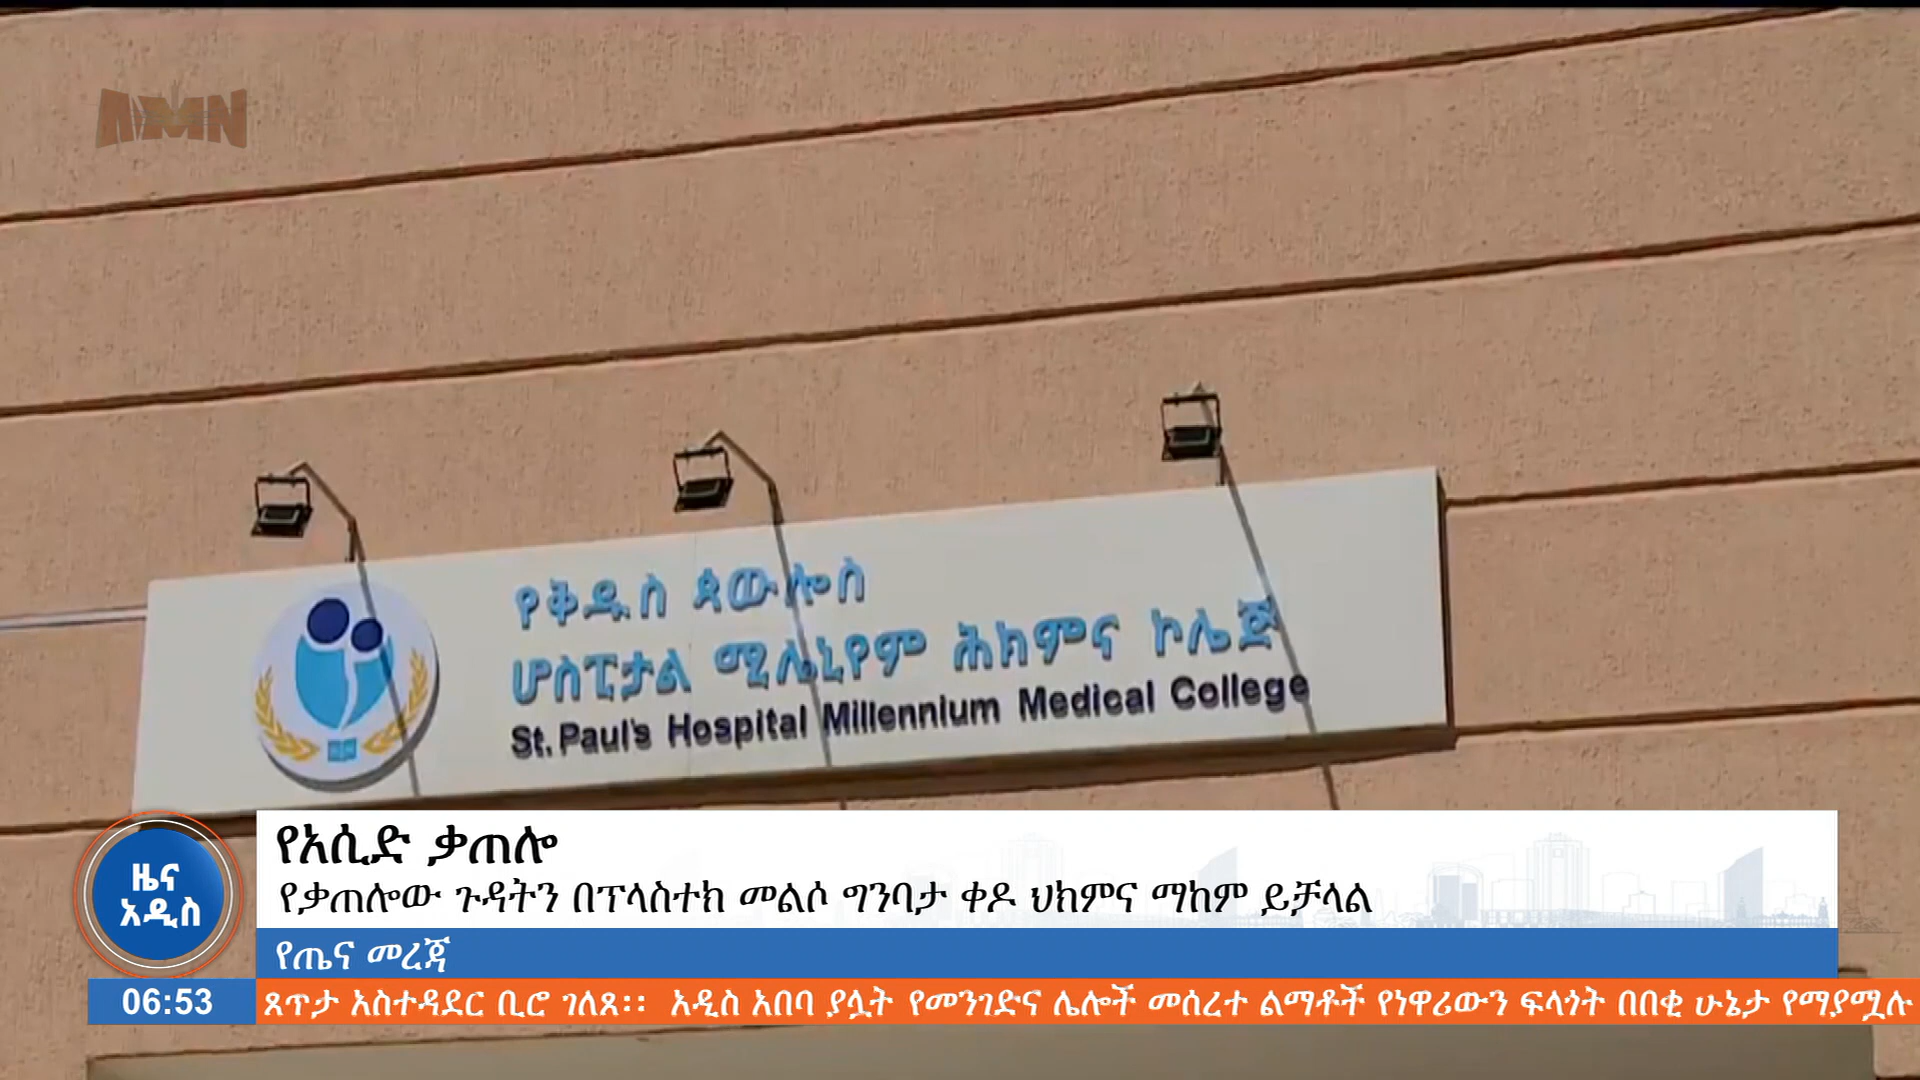 AMN
የቅዱስ ጳውሎስ
ሆስፒታል ሚሌኒየም ሕክምና ኮሌጅ
St. Paul's Hospital Millennium Medical College
ዜና
አዲስ
የአሲድ ቃጠሎ
የቃጠሎው ጉዳትን በፕላስተክ መልሶ ግንባታ ቀዶ ህክምና ማከም ይቻላል
የጤና መረጃ
06:53
ጸጥታ አስተዳደር ቢሮ ገለጸ፡፡ አዲስ አበባ ያሏት የመንገድና ሌሎች መሰረተ ልማቶች የነዋሪውን ፍላጎት በበቂ ሁኔታ የማያሟሉ